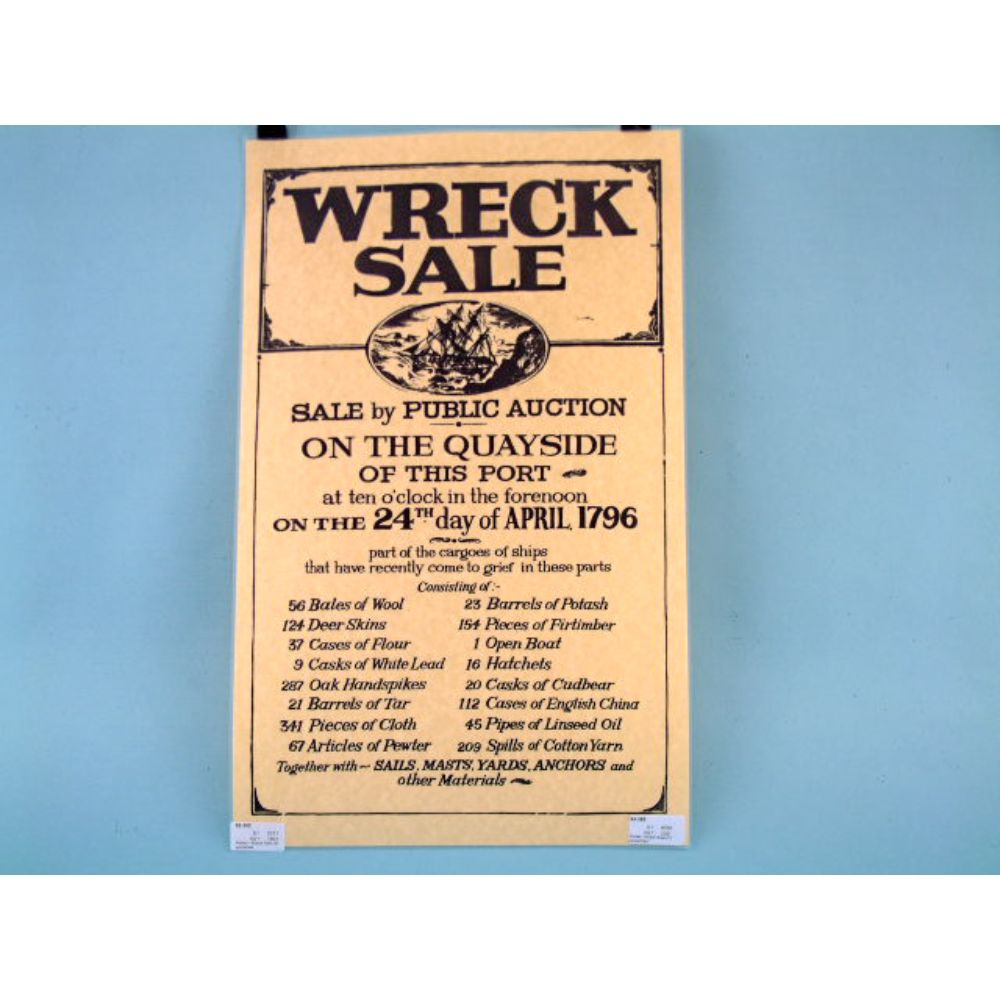 WRECK
SALE
SALE by PUBLIC AUCTION
ON THE QUAYSIDE
OF THIS PORT
at ten o'clock in the forenoon
ON THE 24TH day of APRIL, 1796
part of the cargoes of ships
that have recently come to grief in these parts
Consisting of:-
56 Bales of Wool
124 Deer Skins
37 Cases of Flour
9 Casks of White Lead
287 Oak Handspikes
21 Barrels of Tar
341 Pieces of Cloth
67 Articles of Pewter
23 Barrels of Potash
154 Pieces of Firtimber
1 Open Boat
16 Hatchets
20 Casks of Cudbear
112 Cases of English China
45 Pipes of Linseed Oil
209 Spills of Cotton Yarn
Together with~ SAILS, MASTS, YARDS, ANCHORS and
other Materials